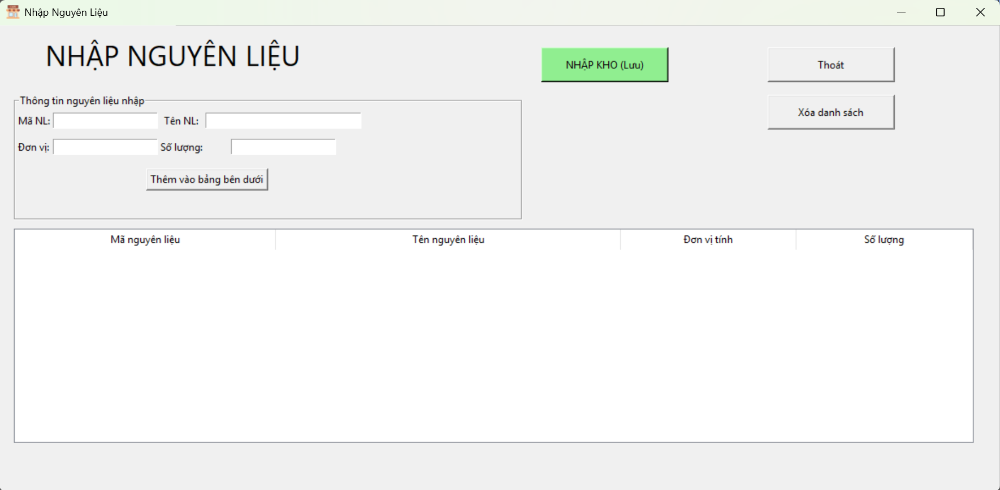 Nhập Nguyên Liệu
NHẬP NGUYÊN LIỆU
NHẬP KHO (Lưu)
Thoát
Xóa danh sách
Thông tin nguyên liệu nhập
Mã NL:
Tên NL:
Đơn vị:
Số lượng:
Thêm vào bảng bên dưới
Mã nguyên liệu
Tên nguyên liệu
Đơn vị tính
Số lượng